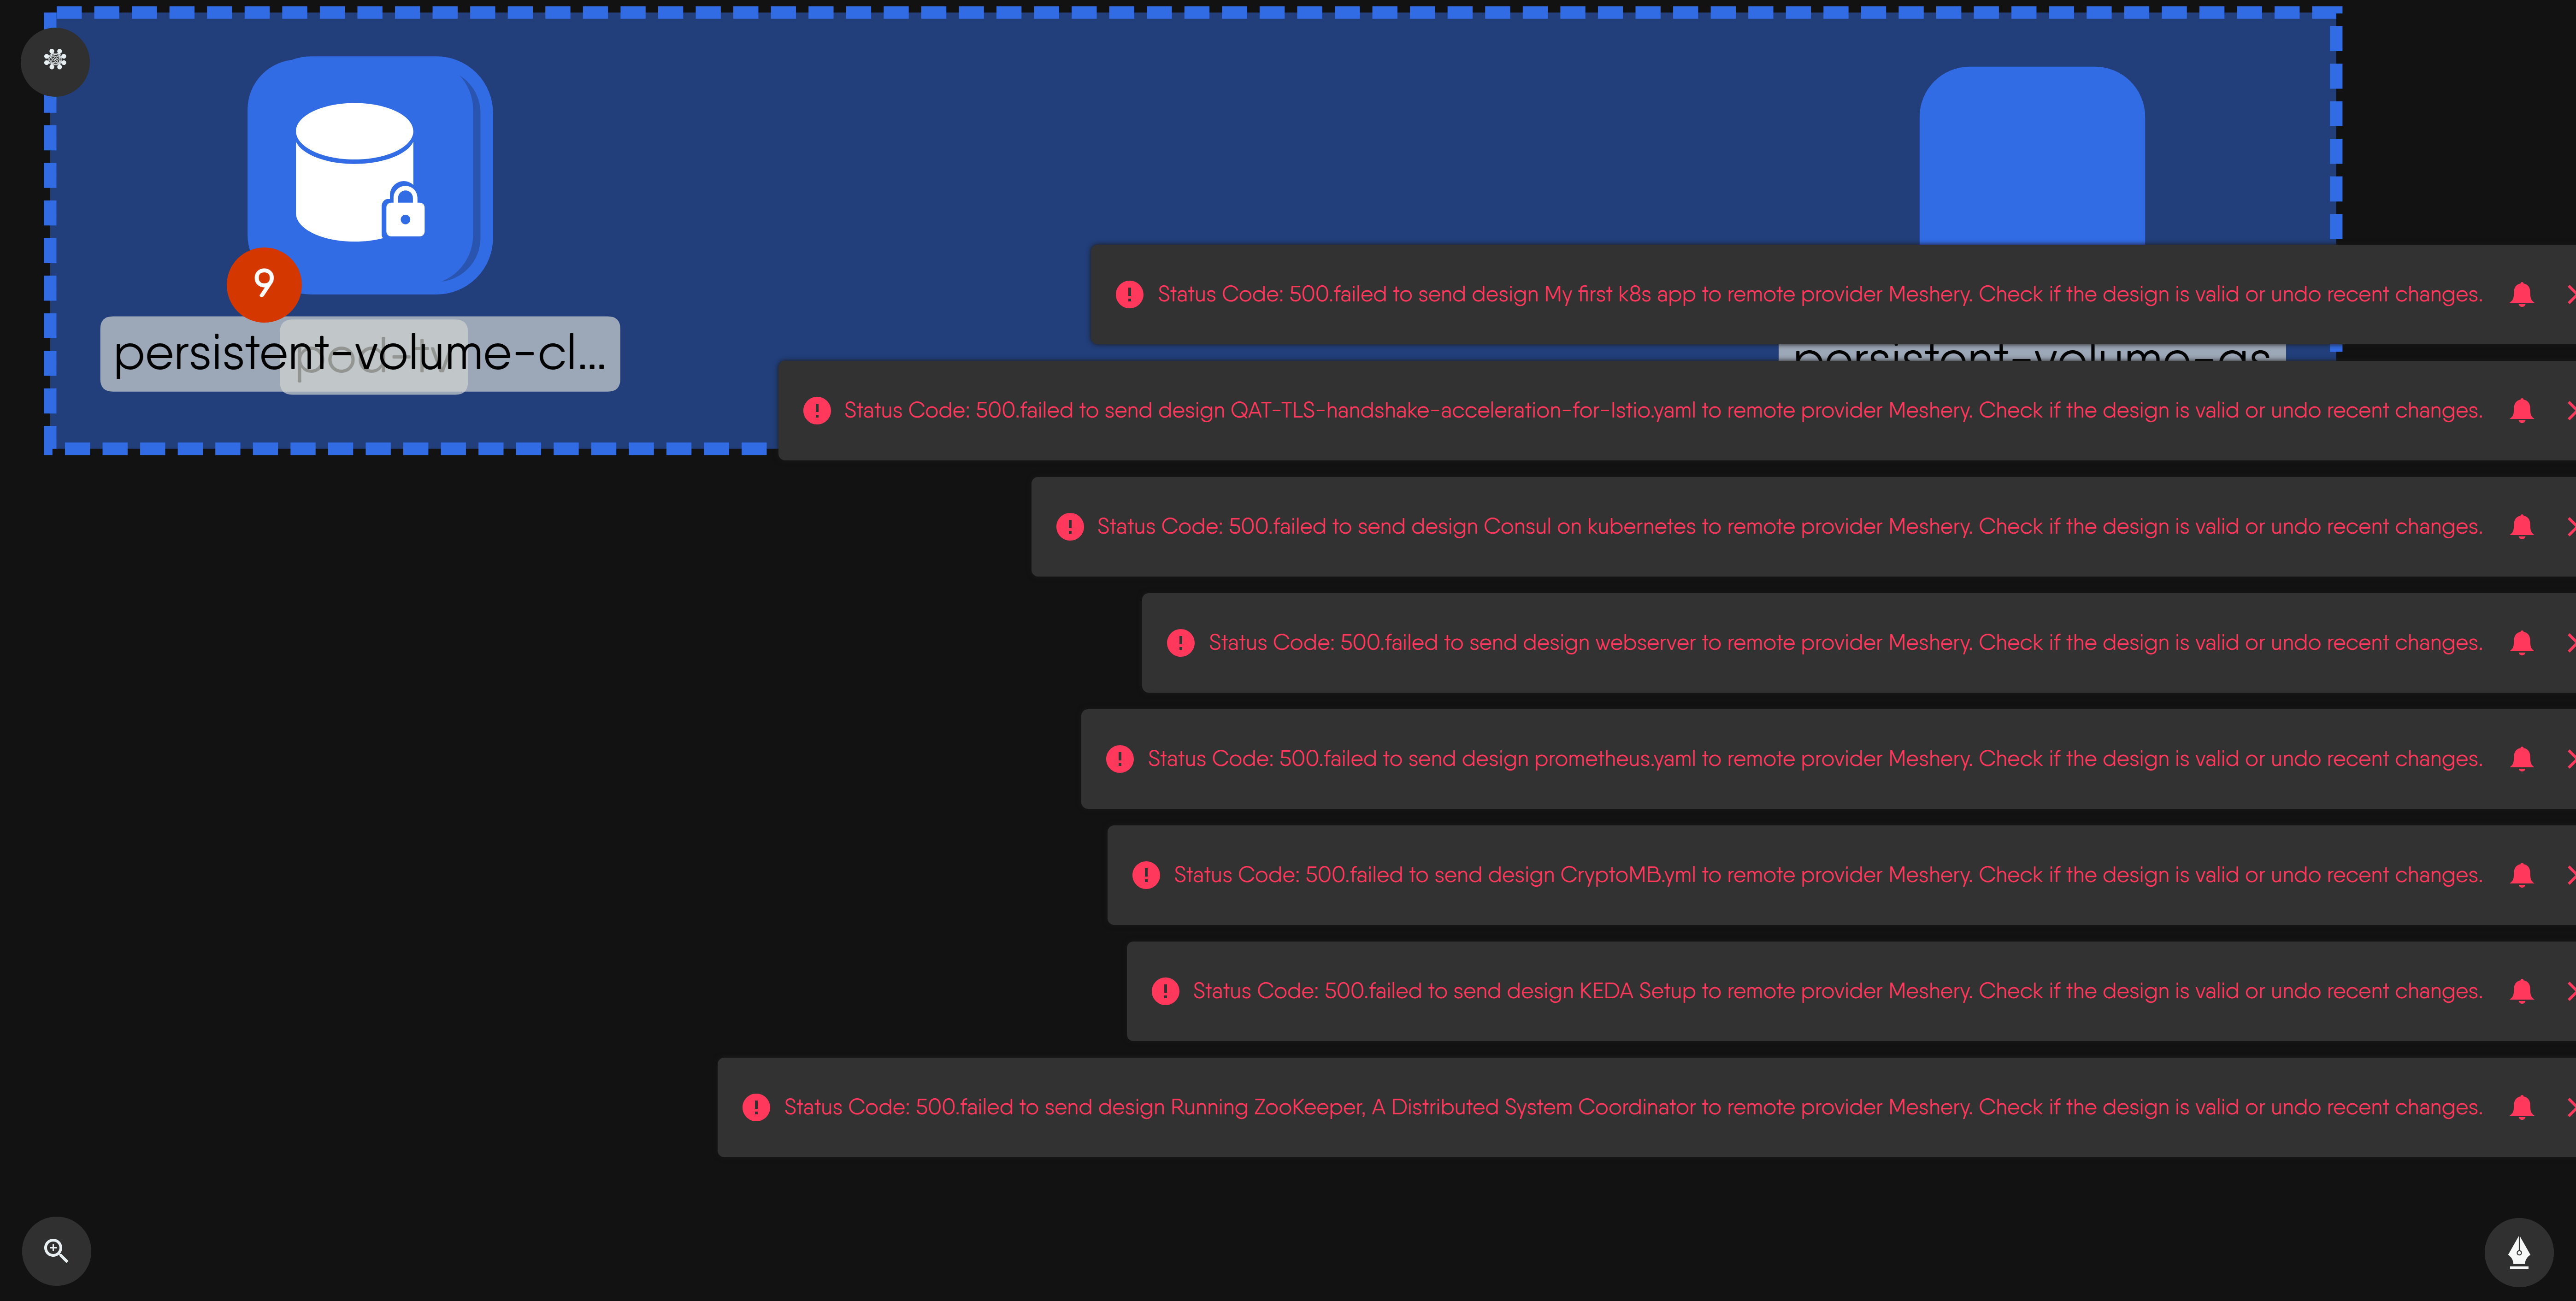 9
persistent-volume-cl...
pod-tv
Status Code: 500.failed to send design My first k8s app to remote provider Meshery. Check if the design is valid or undo recent changes.
persistent-volume-as
Status Code: 500.failed to send design QAT-TLS-handshake-acceleration-for-Istio.yaml to remote provider Meshery. Check if the design is valid or undo recent changes.
Status Code: 500.failed to send design Consul on kubernetes to remote provider Meshery. Check if the design is valid or undo recent changes.
Status Code: 500.failed to send design webserver to remote provider Meshery. Check if the design is valid or undo recent changes.
Status Code: 500.failed to send design prometheus.yaml to remote provider Meshery. Check if the design is valid or undo recent changes.
Status Code: 500.failed to send design CryptoMB.yml to remote provider Meshery. Check if the design is valid or undo recent changes.
Status Code: 500.failed to send design KEDA Setup to remote provider Meshery. Check if the design is valid or undo recent changes.
Status Code: 500.failed to send design Running ZooKeeper, A Distributed System Coordinator to remote provider Meshery. Check if the design is valid or undo recent changes.